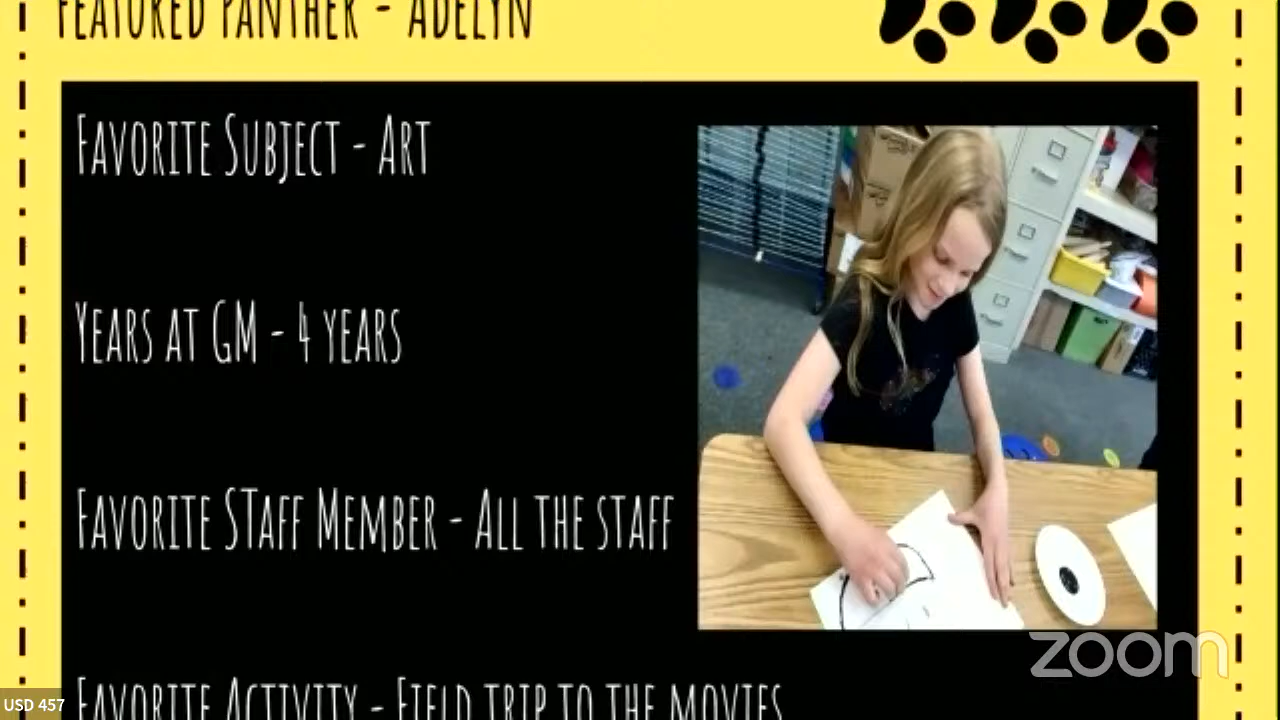 Featured Panther - Adelyn
Favorite Subject - Art
Years at GM - 4 years
Favorite Staff Member - All the staff
Favorite Activity - Field trip to the movies
zoom
USD 457